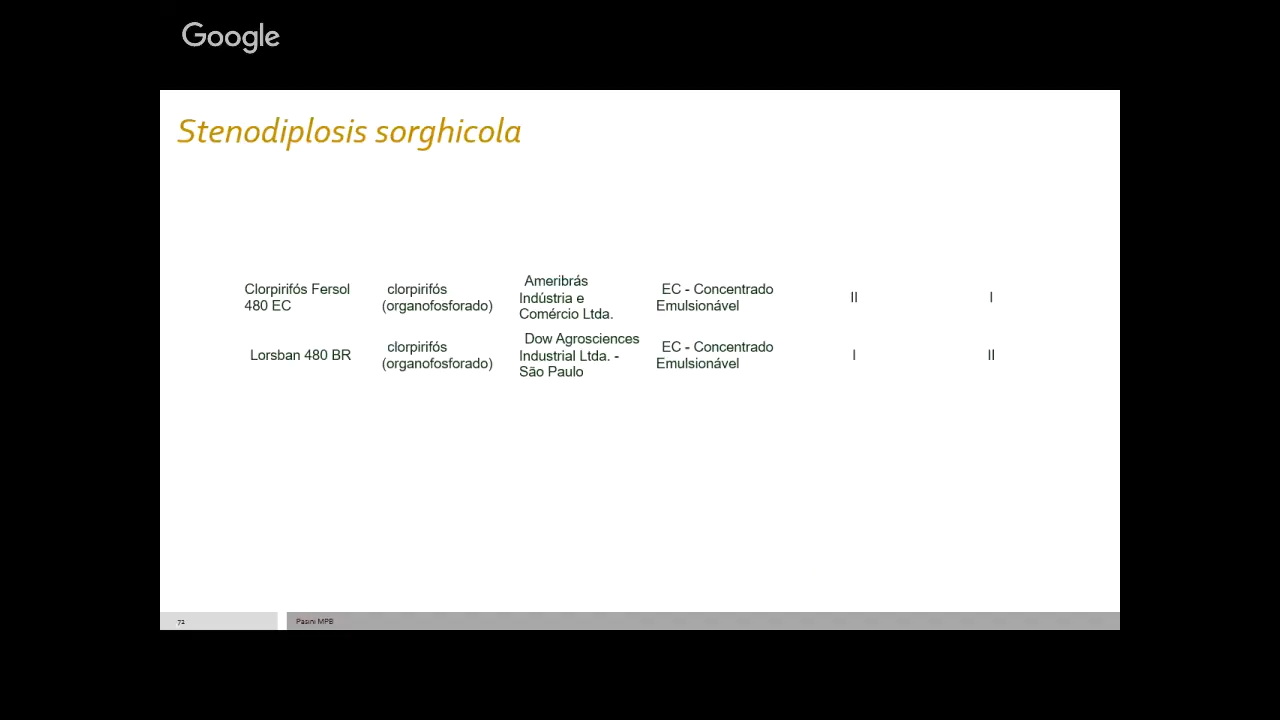 Google
Stenodiplosis sorghicola
Clorpirifós Fersol
480 EC
clorpirifós
(organofosforado)
Ameribrás
Indústria e
Comércio Ltda.
EC - Concentrado
Emulsionável
II
I
Lorsban 480 BR
clorpirifós
(organofosforado)
Dow Agrosciences
Industrial Ltda. -
São Paulo
EC - Concentrado
Emulsionável
I
II
72
Pasini MPB